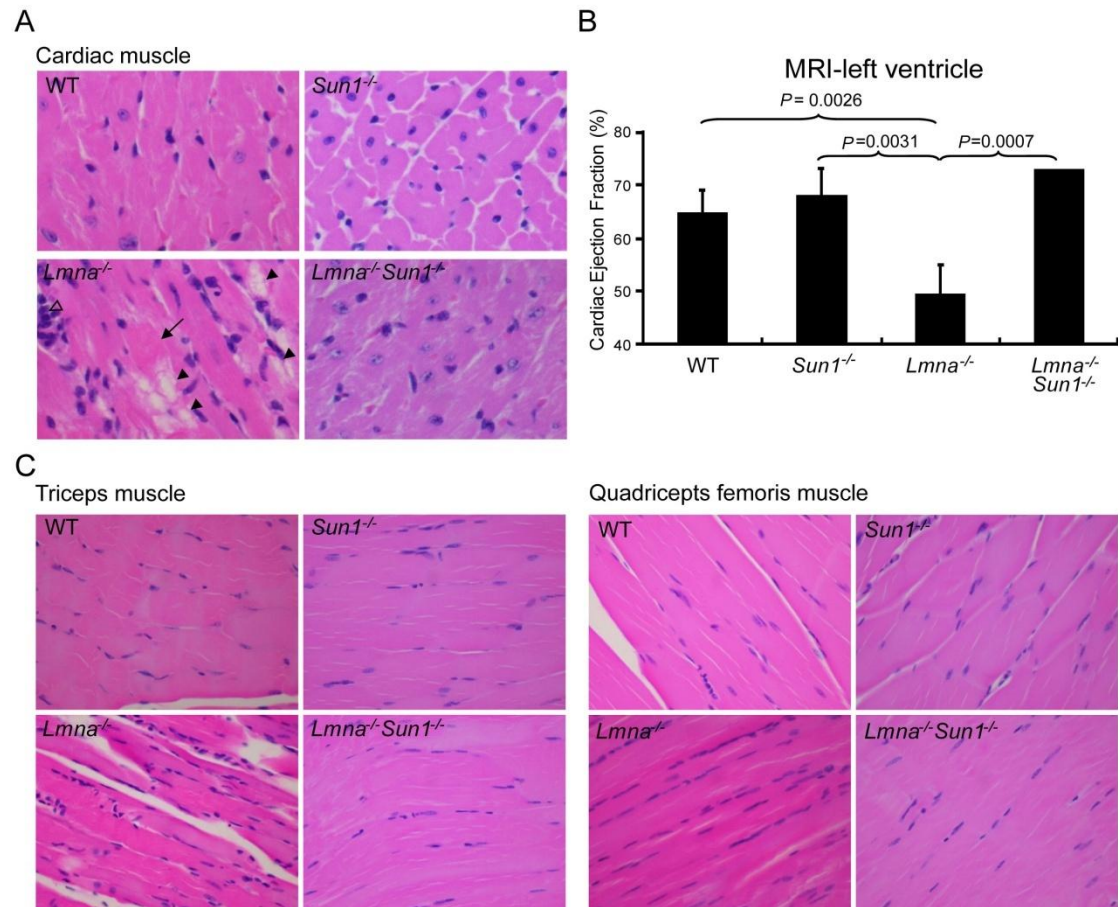 A
Cardiac muscle
WT
Sun1-/-
Lmna-/-
Lmna-/-Sun1-/-
B
MRI-left ventricle
P= 0.0026
P=0.0031
P=0.0007
Cardiac Ejection Fraction (%)
80
70
60
50
40
WT
Sun1-/-
Lmna-/-
Lmna-/-
Sun1-/-
C
Triceps muscle
WT
Sun1-/-
Lmna-/-
Lmna-/-Sun1-/-
Quadricepts femoris muscle
WT
Sun1-/-
Lmna-/-
Lmna-/-Sun1-/-